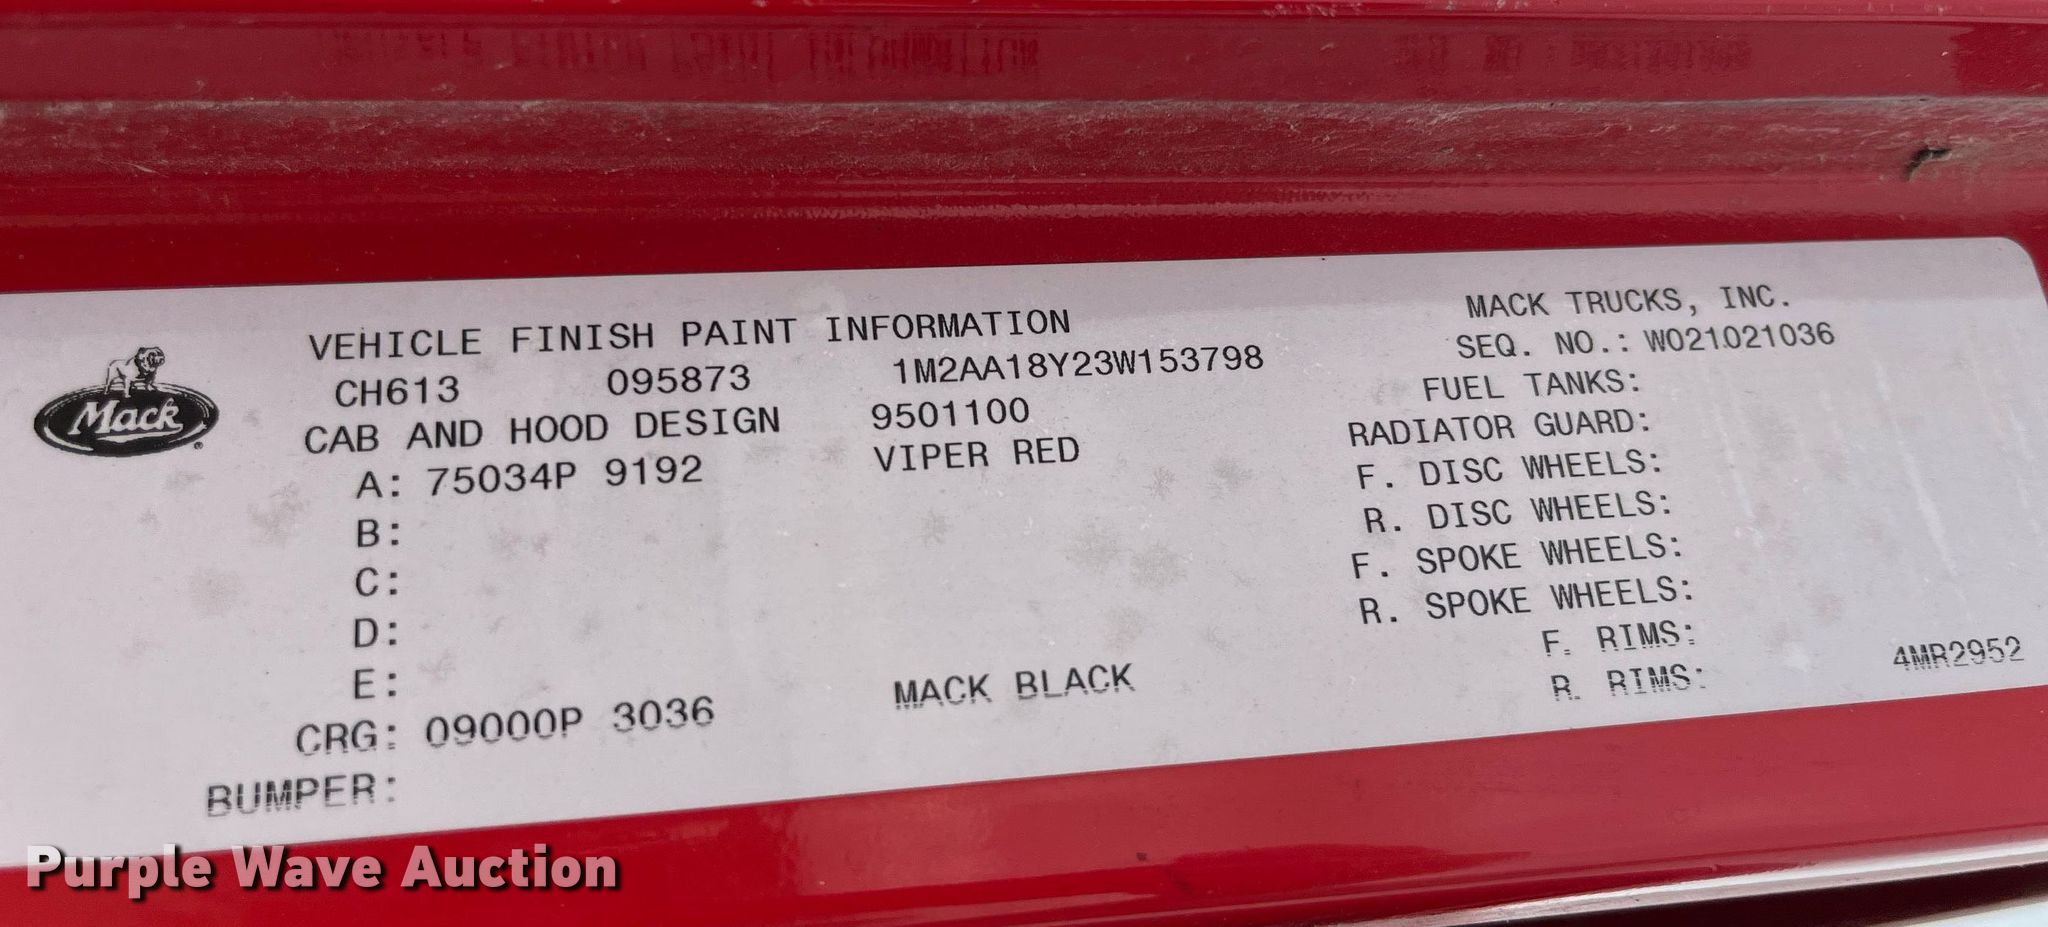 VEHICLE FINISH PAINT INFORMATION
CH613 095873 1M2AA18Y23W153798
CAB AND HOOD DESIGN 9501100
A: 75034P 9192 VIPER RED
B:
C:
D:
E:
CRG: 09000P 3036 MACK BLACK
BUMPER:
Mack
MACK TRUCKS, INC.
SEQ. NO.: W021021036
FUEL TANKS:
RADIATOR GUARD:
F. DISC WHEELS:
R. DISC WHEELS:
F. SPOKE WHEELS:
R. SPOKE WHEELS:
F. RIMS:
R. RIMS:
4MR2952
Purple Wave Auction